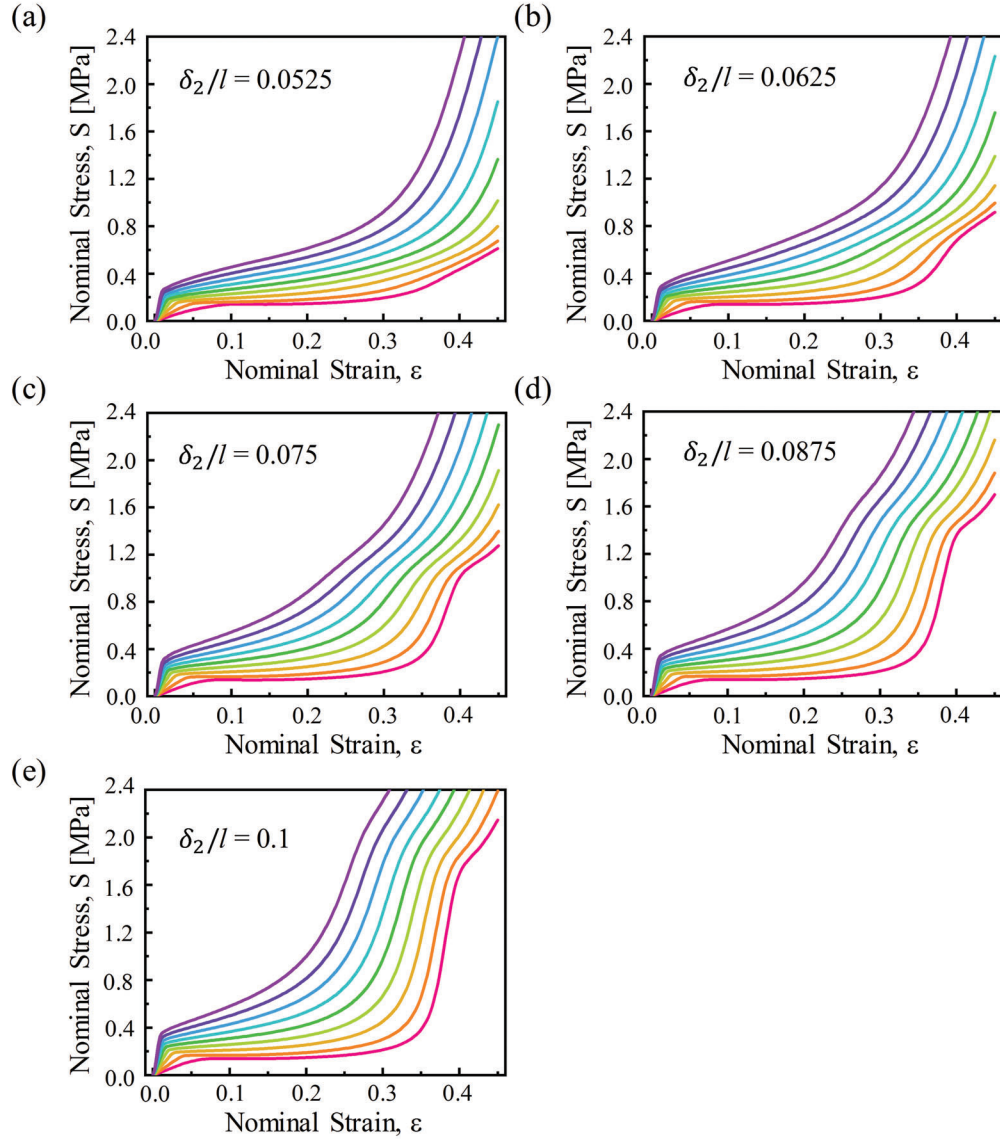 (a)
2.4
2.0
1.6
1.2
0.8
0.4
0.0
Nominal Stress, S [MPa]
δ₂/l = 0.0525
0.0 0.1 0.2 0.3 0.4
Nominal Strain, ε
(b)
2.4
2.0
1.6
1.2
0.8
0.4
0.0
Nominal Stress, S [MPa]
δ₂/l = 0.0625
0.0 0.1 0.2 0.3 0.4
Nominal Strain, ε
(c)
2.4
2.0
1.6
1.2
0.8
0.4
0.0
Nominal Stress, S [MPa]
δ₂/l = 0.075
0.0 0.1 0.2 0.3 0.4
Nominal Strain, ε
(d)
2.4
2.0
1.6
1.2
0.8
0.4
0.0
Nominal Stress, S [MPa]
δ₂/l = 0.0875
0.0 0.1 0.2 0.3 0.4
Nominal Strain, ε
(e)
2.4
2.0
1.6
1.2
0.8
0.4
0.0
Nominal Stress, S [MPa]
δ₂/l = 0.1
0.0 0.1 0.2 0.3 0.4
Nominal Strain, ε